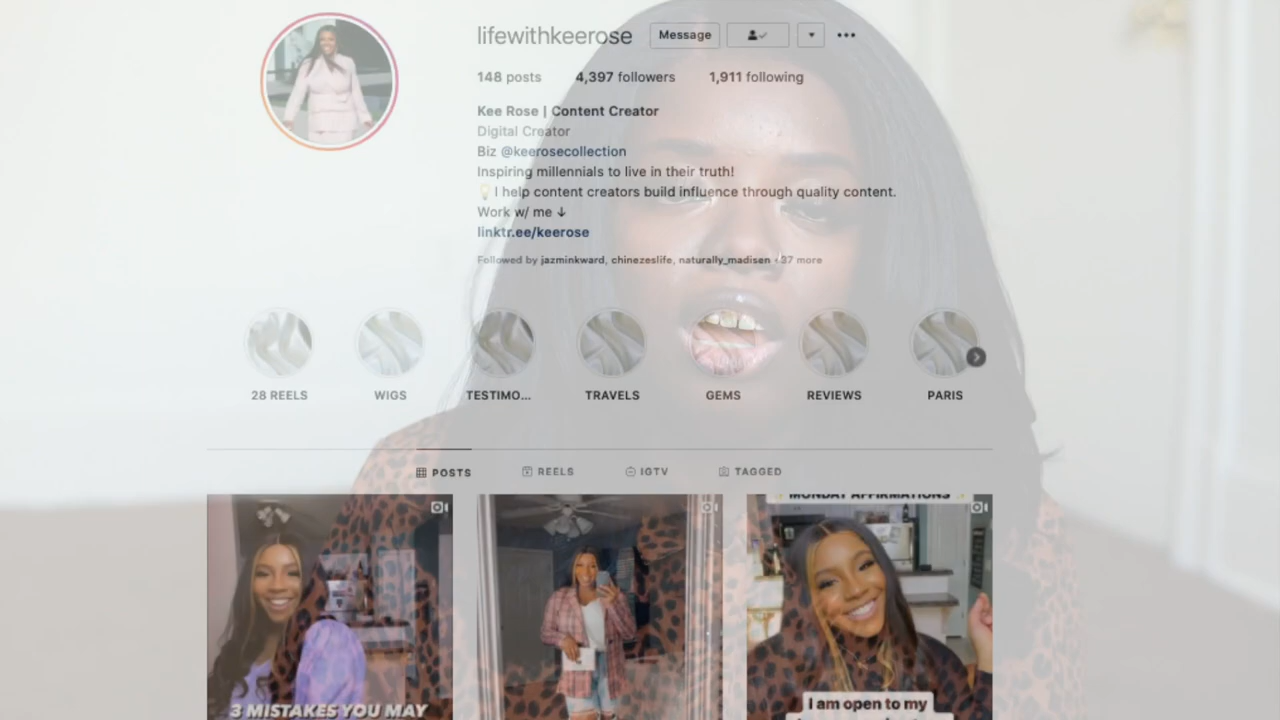 lifewithkeerose Message
148 posts 4,397 followers 1,911 following
Kee Rose | Content Creator
Digital Creator
Biz @keerosecollection
Inspiring millennials to live in their truth!
💡I help content creators build influence through quality content.
Work w/ me ↓
linktr.ee/keerose
Followed by jazminkward, chinezeslife, naturally_madisen + 37 more
28 REELS WIGS TESTIMO... TRAVELS GEMS REVIEWS PARIS
POSTS REELS IGTV TAGGED
MONDAY AFFIRMATIONS
3 MISTAKES YOU MAY
I am open to my